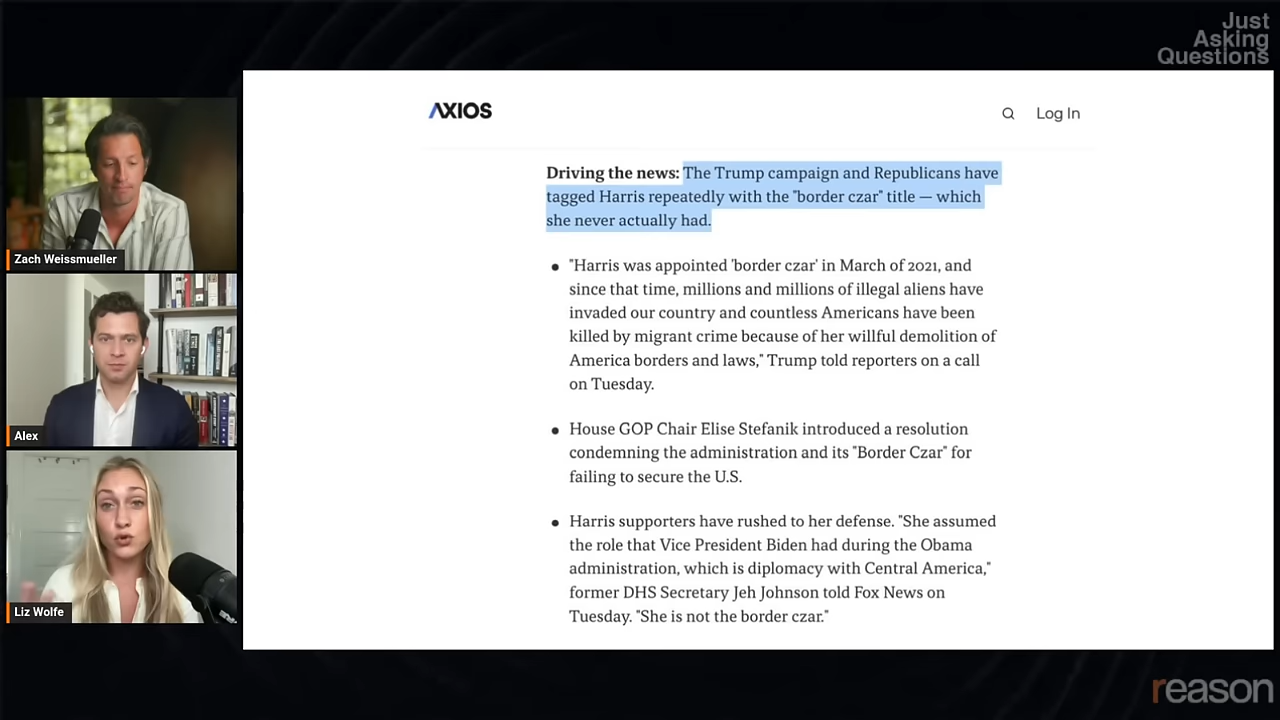 Just
Asking
Questions
AXIOS
Log In
Driving the news: The Trump campaign and Republicans have
tagged Harris repeatedly with the "border czar" title — which
she never actually had.
● "Harris was appointed 'border czar' in March of 2021, and
since that time, millions and millions of illegal aliens have
invaded our country and countless Americans have been
killed by migrant crime because of her willful demolition of
America borders and laws," Trump told reporters on a call
on Tuesday.
● House GOP Chair Elise Stefanik introduced a resolution
condemning the administration and its "Border Czar" for
failing to secure the U.S.
● Harris supporters have rushed to her defense. "She assumed
the role that Vice President Biden had during the Obama
administration, which is diplomacy with Central America,"
former DHS Secretary Jeh Johnson told Fox News on
Tuesday. "She is not the border czar."
Zach Weissmueller
Alex
Liz Wolfe
reason